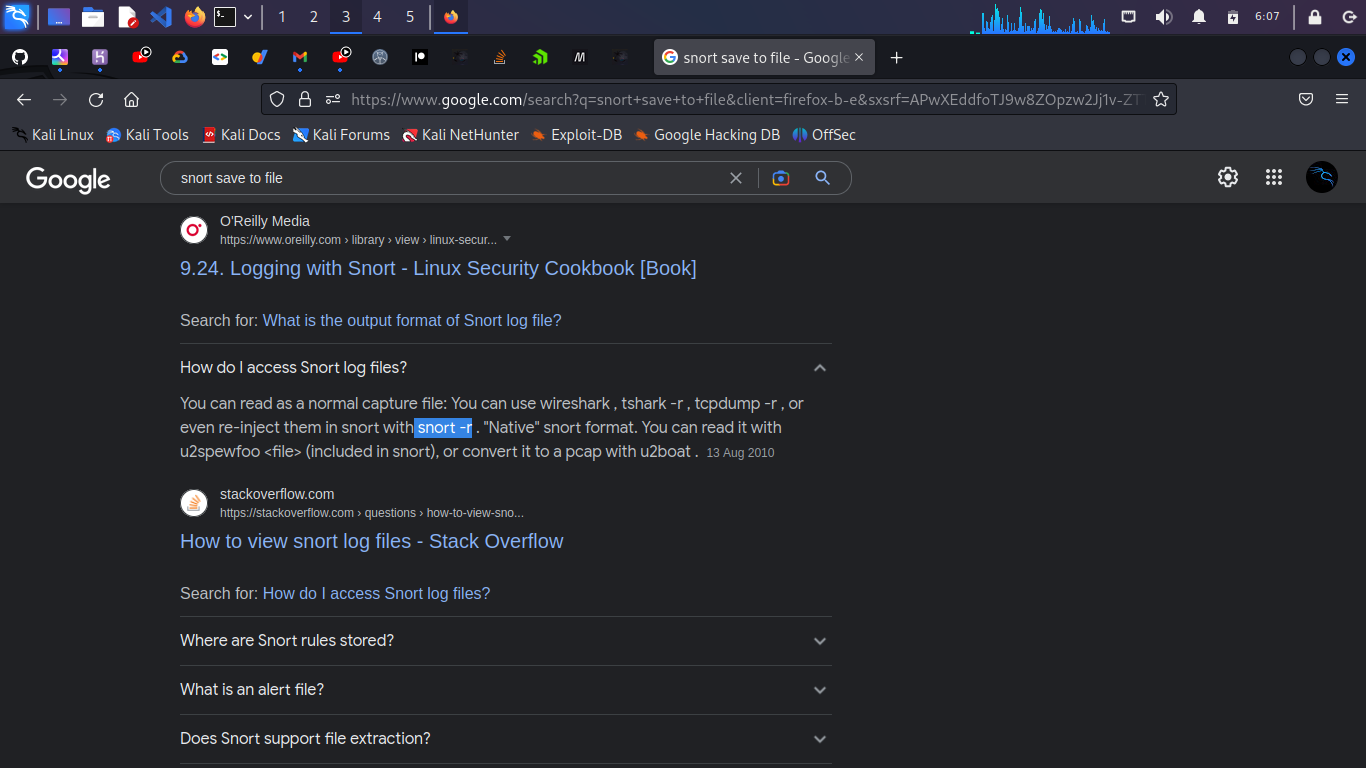 1 2 3 4 5
6:07
snort save to file - Google
https://www.google.com/search?q=snort+save+to+file&client=firefox-b-e&sxsrf=APwXEddfoTJ9w8ZOpzw2Jj1v-ZT
Kali Linux Kali Tools Kali Docs Kali Forums Kali NetHunter Exploit-DB Google Hacking DB OffSec
Google
snort save to file
O'Reilly Media
https://www.oreilly.com › library › view › linux-secur...
9.24. Logging with Snort - Linux Security Cookbook [Book]
Search for: What is the output format of Snort log file?
How do I access Snort log files?
You can read as a normal capture file: You can use wireshark , tshark -r , tcpdump -r , or
even re-inject them in snort with snort -r . "Native" snort format. You can read it with
u2spewfoo <file> (included in snort), or convert it to a pcap with u2boat . 13 Aug 2010
stackoverflow.com
https://stackoverflow.com › questions › how-to-view-sno...
How to view snort log files - Stack Overflow
Search for: How do I access Snort log files?
Where are Snort rules stored?
What is an alert file?
Does Snort support file extraction?